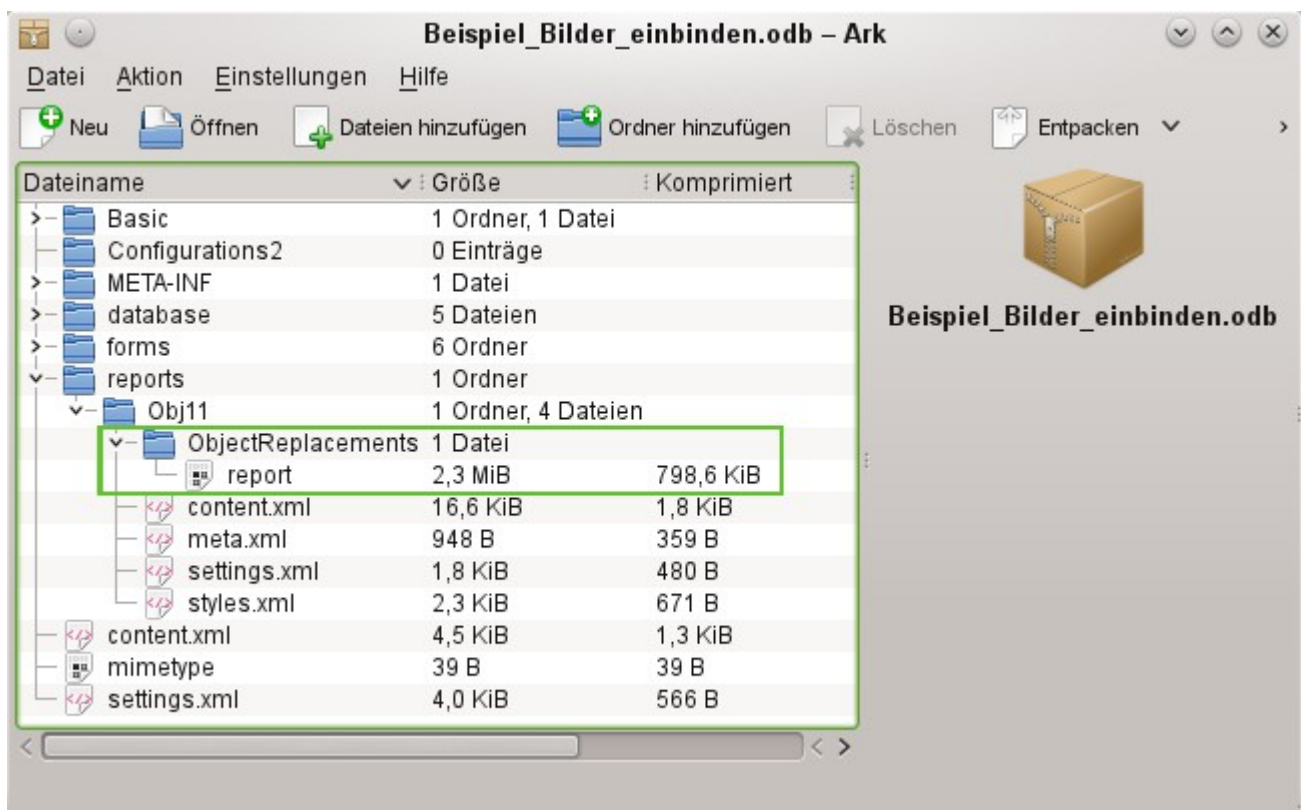 Beispiel_Bilder_einbinden.odb – Ark
Datei Aktion Einstellungen Hilfe
Neu Öffnen Dateien hinzufügen Ordner hinzufügen Löschen Entpacken
Dateiname Größe Komprimiert
Basic 1 Ordner, 1 Datei
Configurations2 0 Einträge
META-INF 1 Datei
database 5 Dateien
Beispiel_Bilder_einbinden.odb
forms 6 Ordner
reports 1 Ordner
Obj11 1 Ordner, 4 Dateien
ObjectReplacements 1 Datei
report 2,3 MiB 798,6 KiB
content.xml 16,6 KiB 1,8 KiB
meta.xml 948 B 359 B
settings.xml 1,8 KiB 480 B
styles.xml 2,3 KiB 671 B
content.xml 4,5 KiB 1,3 KiB
mimetype 39 B 39 B
settings.xml 4,0 KiB 566 B